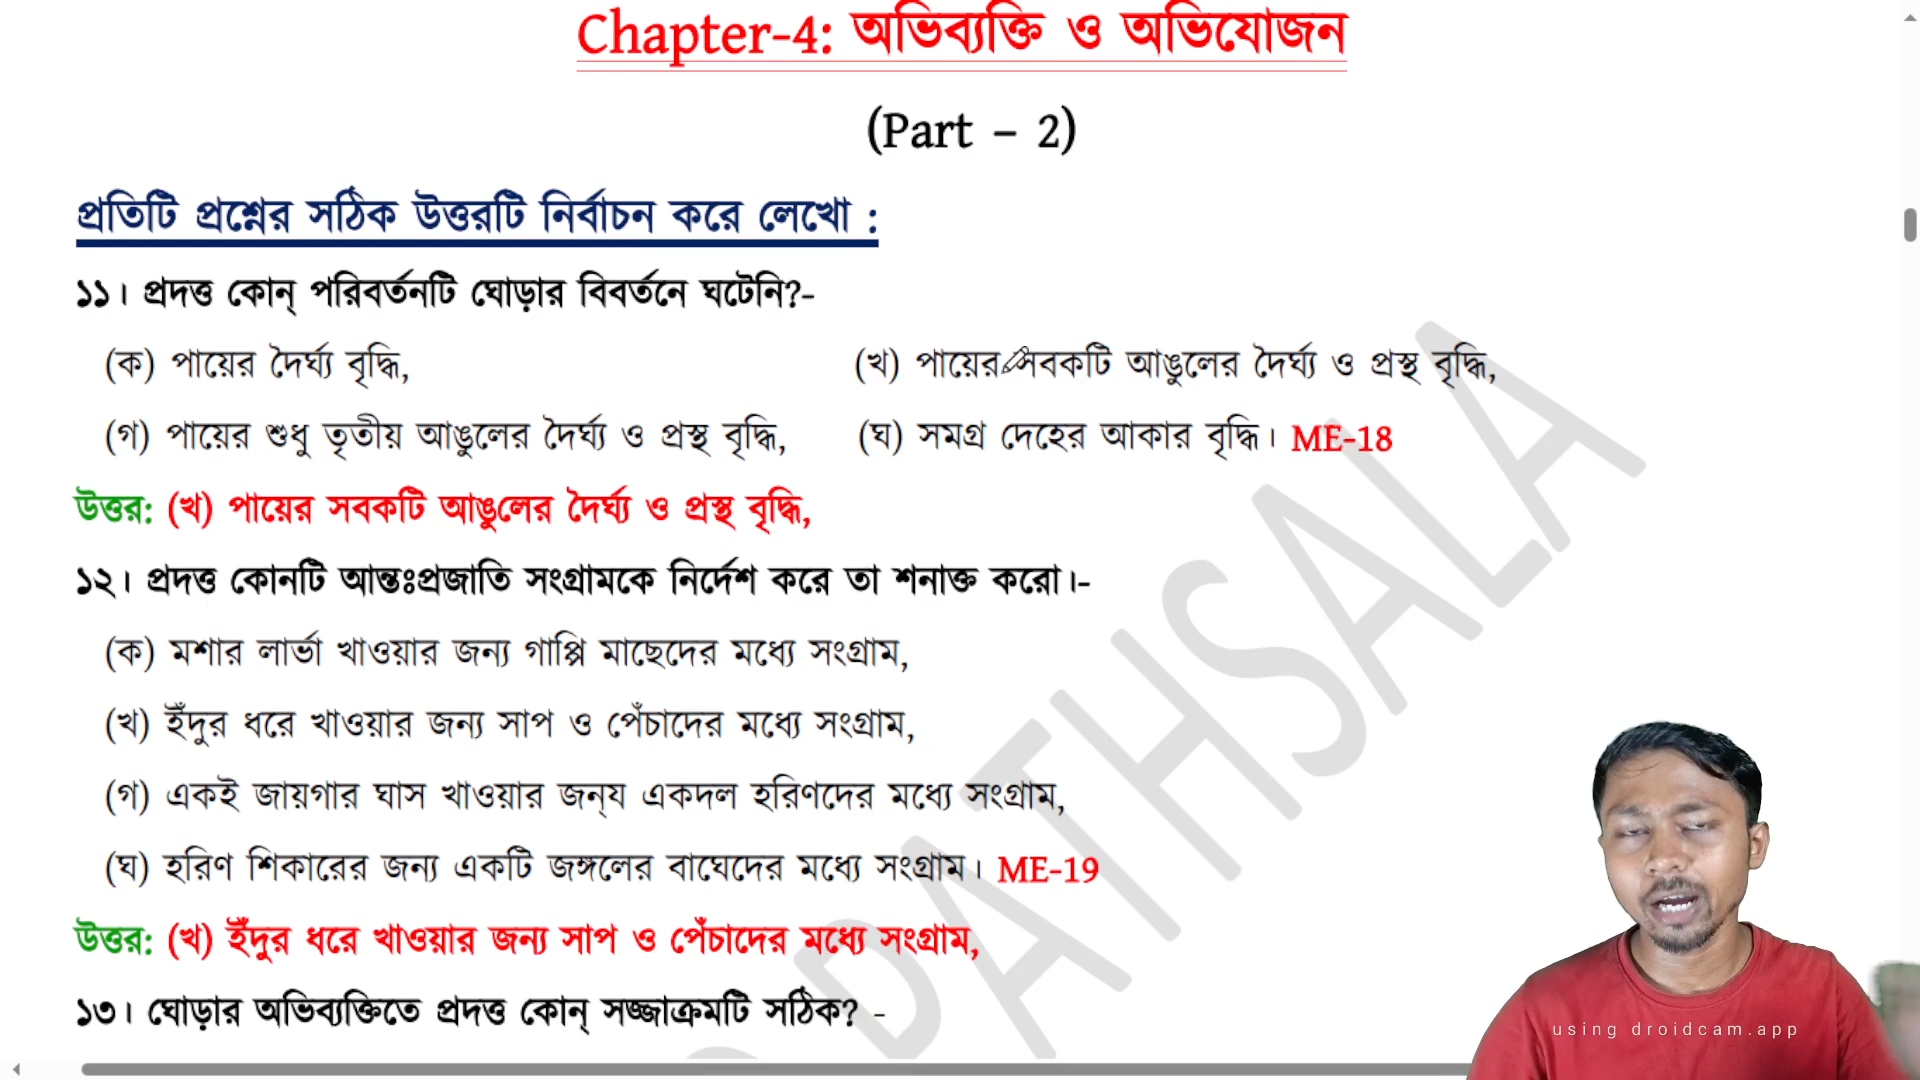 Chapter-4: অভিব্যক্তি ও অভিযোজন
(Part – 2)
প্রতিটি প্রশ্নের সঠিক উত্তরটি নির্বাচন করে লেখো :
১১। প্রদত্ত কোন্ পরিবর্তনটি ঘোড়ার বিবর্তনে ঘটেনি?-
(ক) পায়ের দৈর্ঘ্য বৃদ্ধি, (খ) পায়ের সবকটি আঙুলের দৈর্ঘ্য ও প্রস্থ বৃদ্ধি,
(গ) পায়ের শুধু তৃতীয় আঙুলের দৈর্ঘ্য ও প্রস্থ বৃদ্ধি, (ঘ) সমগ্র দেহের আকার বৃদ্ধি। ME-18
উত্তর: (খ) পায়ের সবকটি আঙুলের দৈর্ঘ্য ও প্রস্থ বৃদ্ধি,
১২। প্রদত্ত কোনটি আন্তঃপ্রজাতি সংগ্রামকে নির্দেশ করে তা শনাক্ত করো।-
(ক) মশার লার্ভা খাওয়ার জন্য গাপ্পি মাছেদের মধ্যে সংগ্রাম,
(খ) ইঁদুর ধরে খাওয়ার জন্য সাপ ও পেঁচাদের মধ্যে সংগ্রাম,
(গ) একই জায়গার ঘাস খাওয়ার জন্‌য একদল হরিণদের মধ্যে সংগ্রাম,
(ঘ) হরিণ শিকারের জন্য একটি জঙ্গলের বাঘেদের মধ্যে সংগ্রাম। ME-19
উত্তর: (খ) ইঁদুর ধরে খাওয়ার জন্য সাপ ও পেঁচাদের মধ্যে সংগ্রাম,
১৩। ঘোড়ার অভিব্যক্তিতে প্রদত্ত কোন্ সজ্জাক্রমটি সঠিক? -
PATHSALA
using droidcam.app